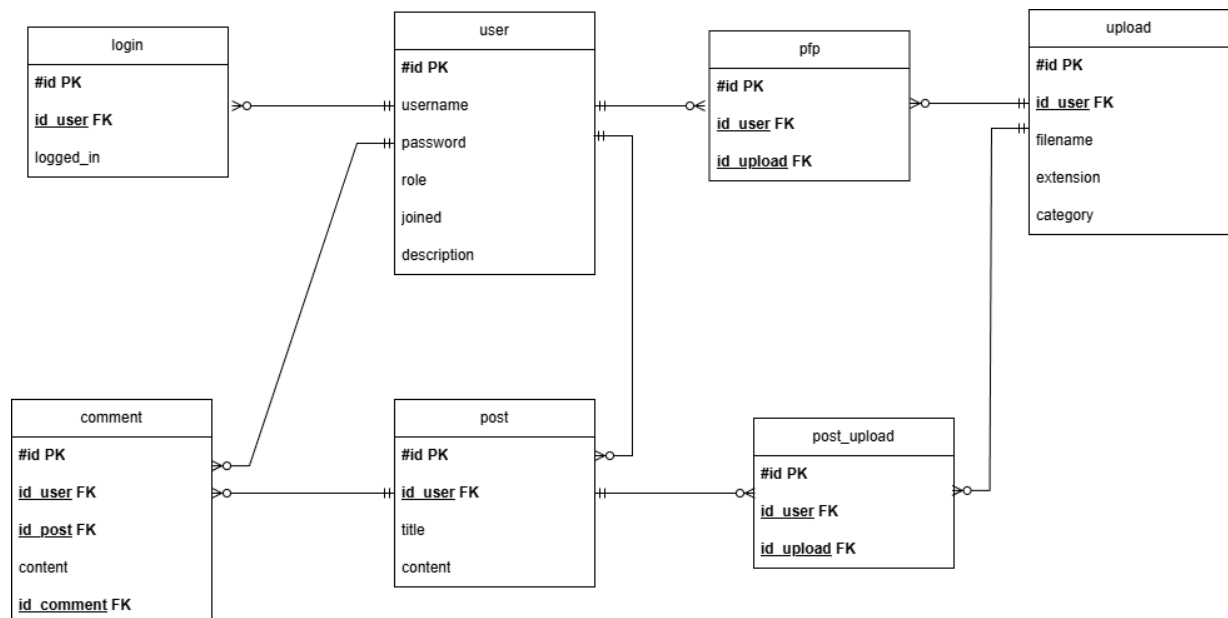 login
#id PK
id_user FK
logged_in
user
#id PK
username
password
role
joined
description
pfp
#id PK
id_user FK
id_upload FK
upload
#id PK
id_user FK
filename
extension
category
comment
#id PK
id_user FK
id_post FK
content
id_comment FK
post
#id PK
id_user FK
title
content
post_upload
#id PK
id_user FK
id_upload FK